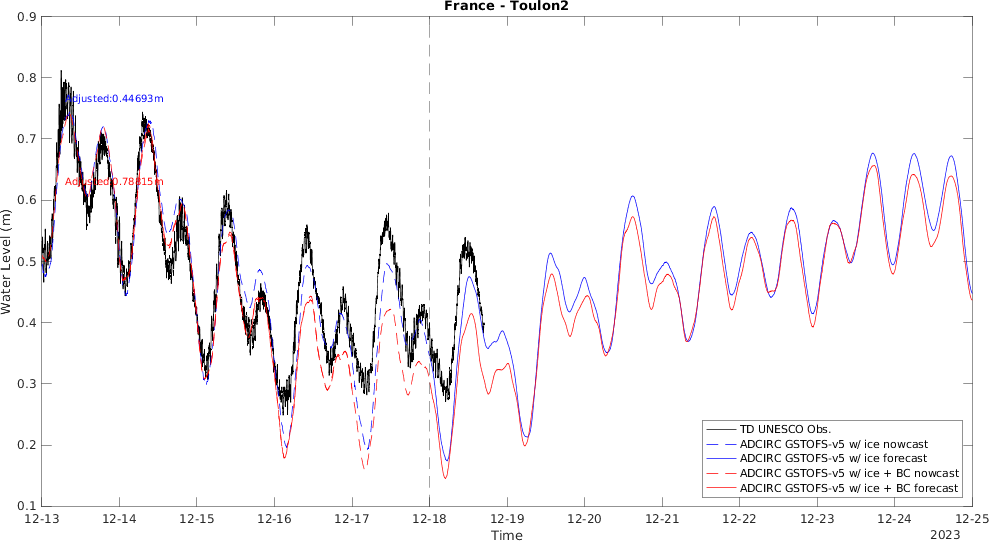 France - Toulon2
0.9
0.8
0.7
0.6
0.5
0.4
0.3
0.2
0.1
Water Level (m)
Adjusted:0.44693m
Adjusted:0.78815m
TD UNESCO Obs.
ADCIRC GSTOFS-v5 w/ ice nowcast
ADCIRC GSTOFS-v5 w/ ice forecast
ADCIRC GSTOFS-v5 w/ ice + BC nowcast
ADCIRC GSTOFS-v5 w/ ice + BC forecast
12-13 12-14 12-15 12-16 12-17 12-18 12-19 12-20 12-21 12-22 12-23 12-24 12-25
Time
2023